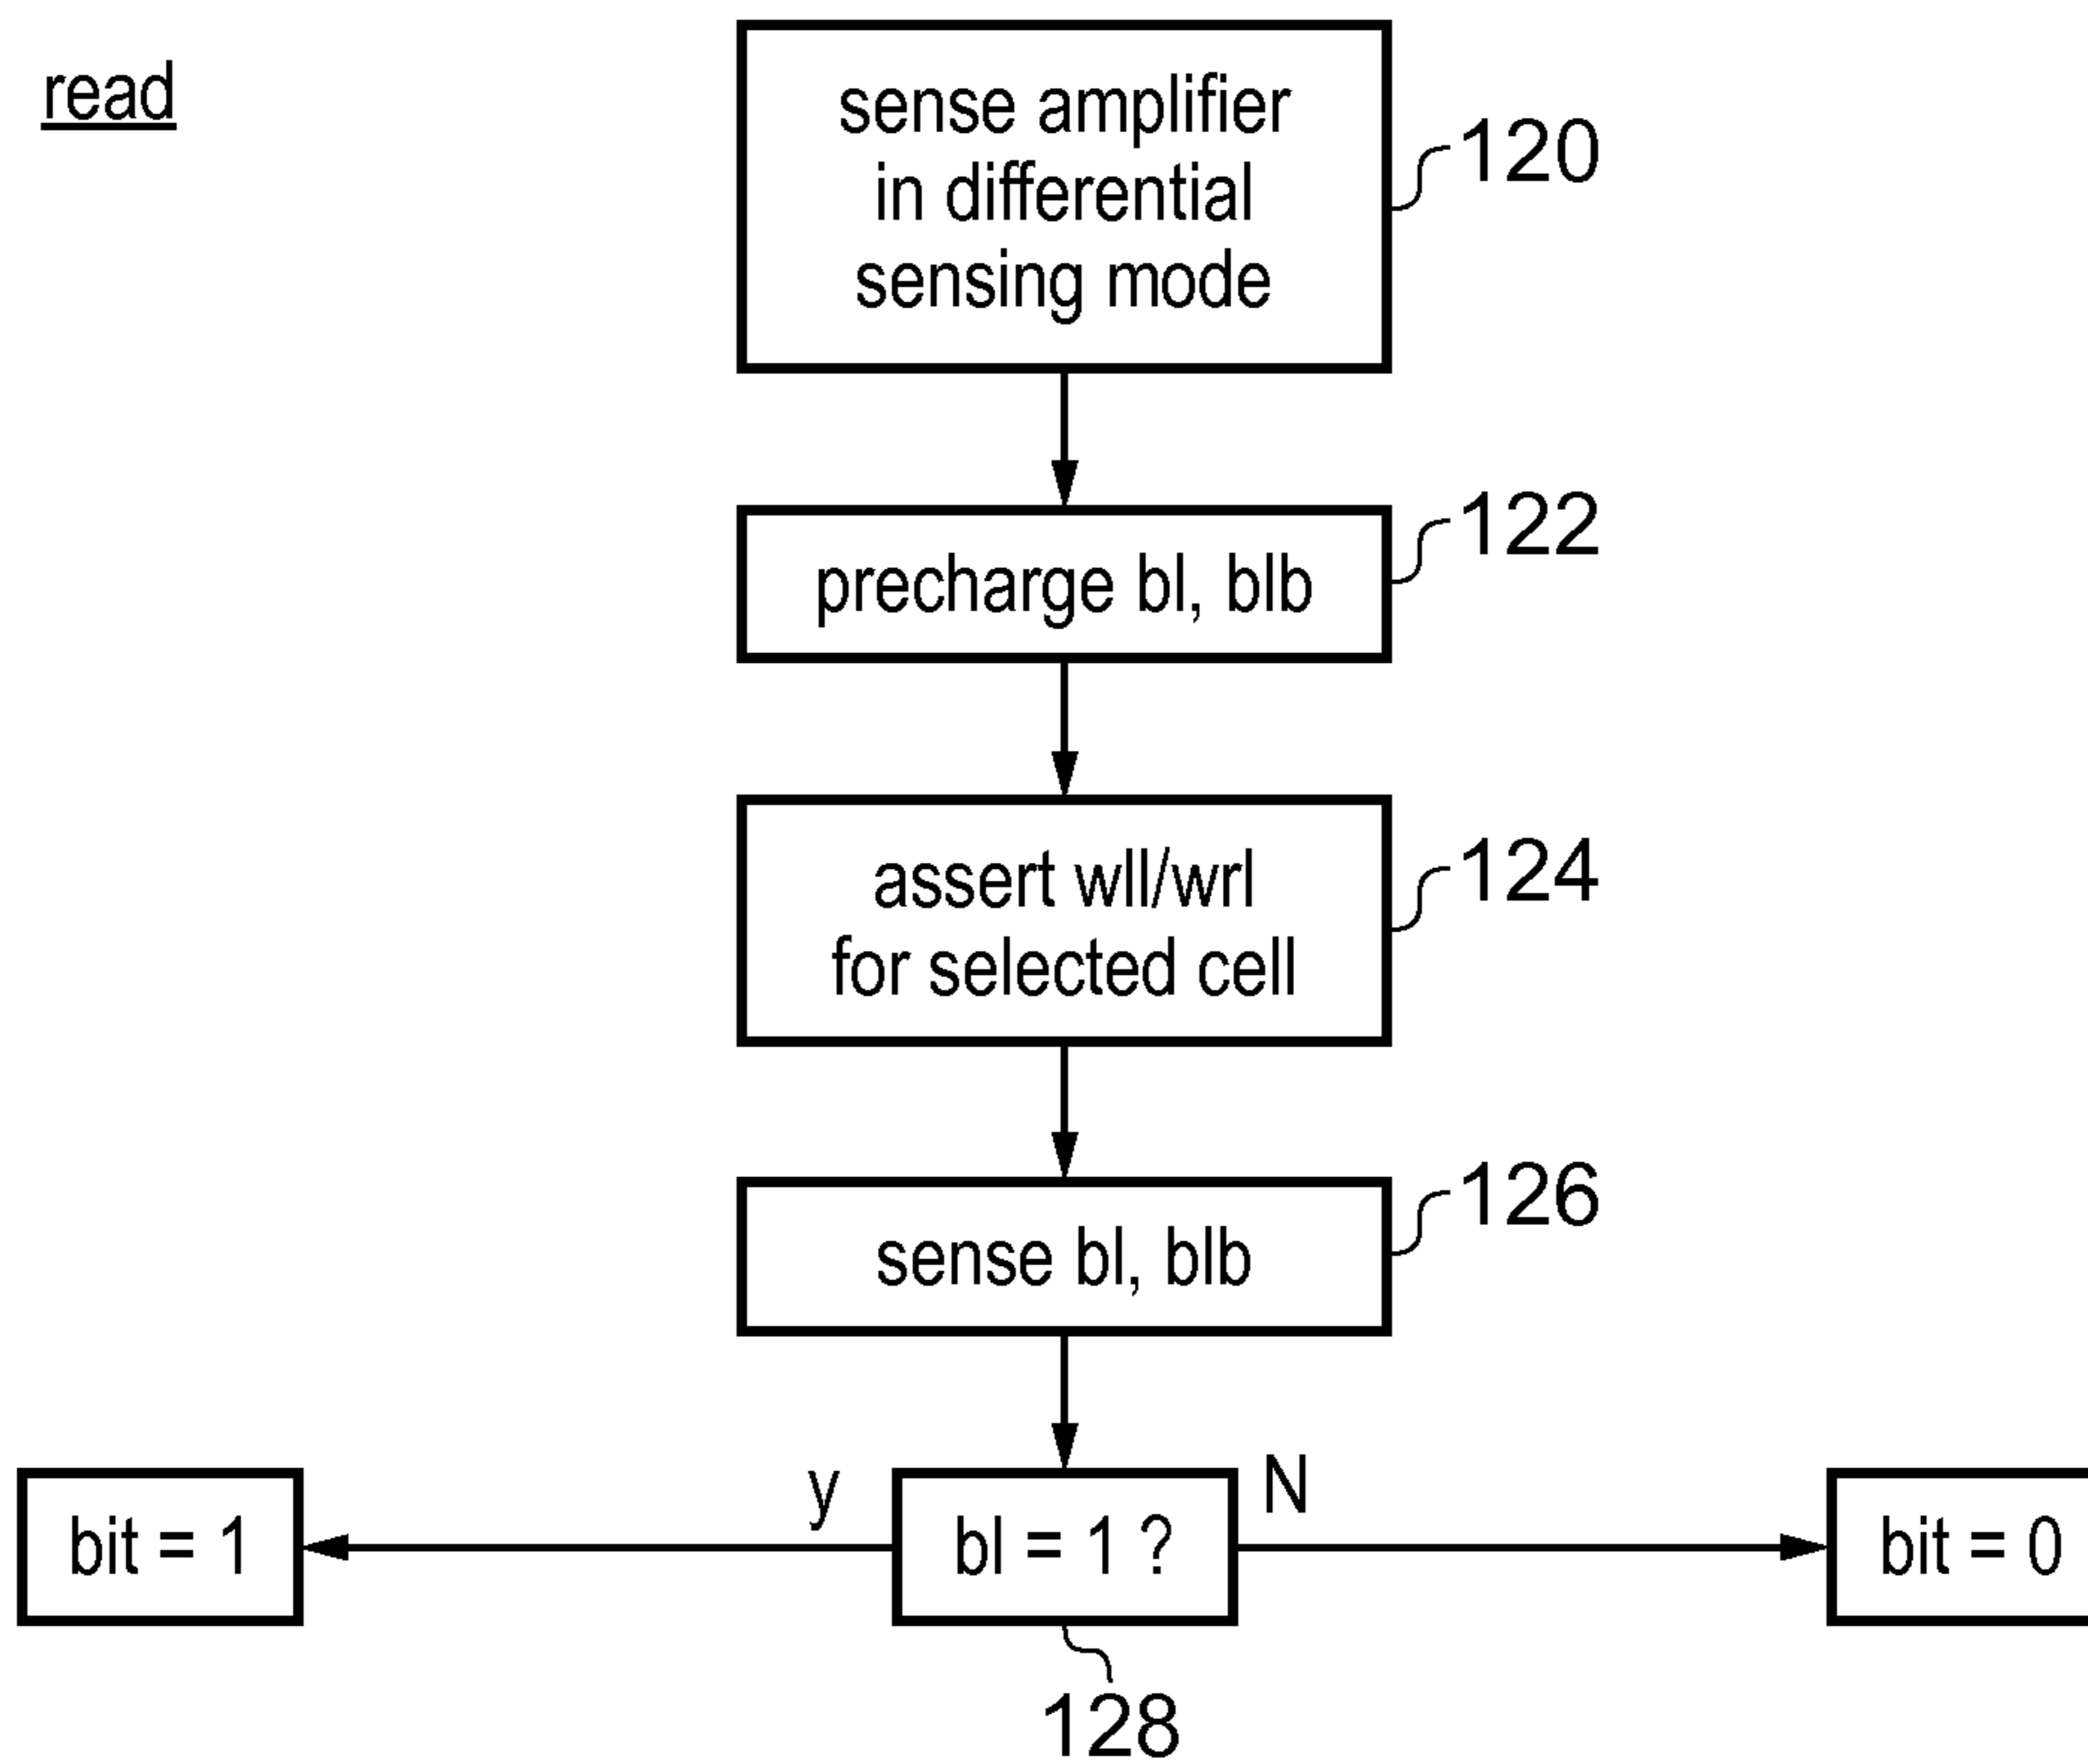 read
sense amplifier
in differential
sensing mode
120
precharge bl, blb
122
assert wll/wrl
for selected cell
124
sense bl, blb
126
y
N
bit = 1
bl = 1 ?
bit = 0
128